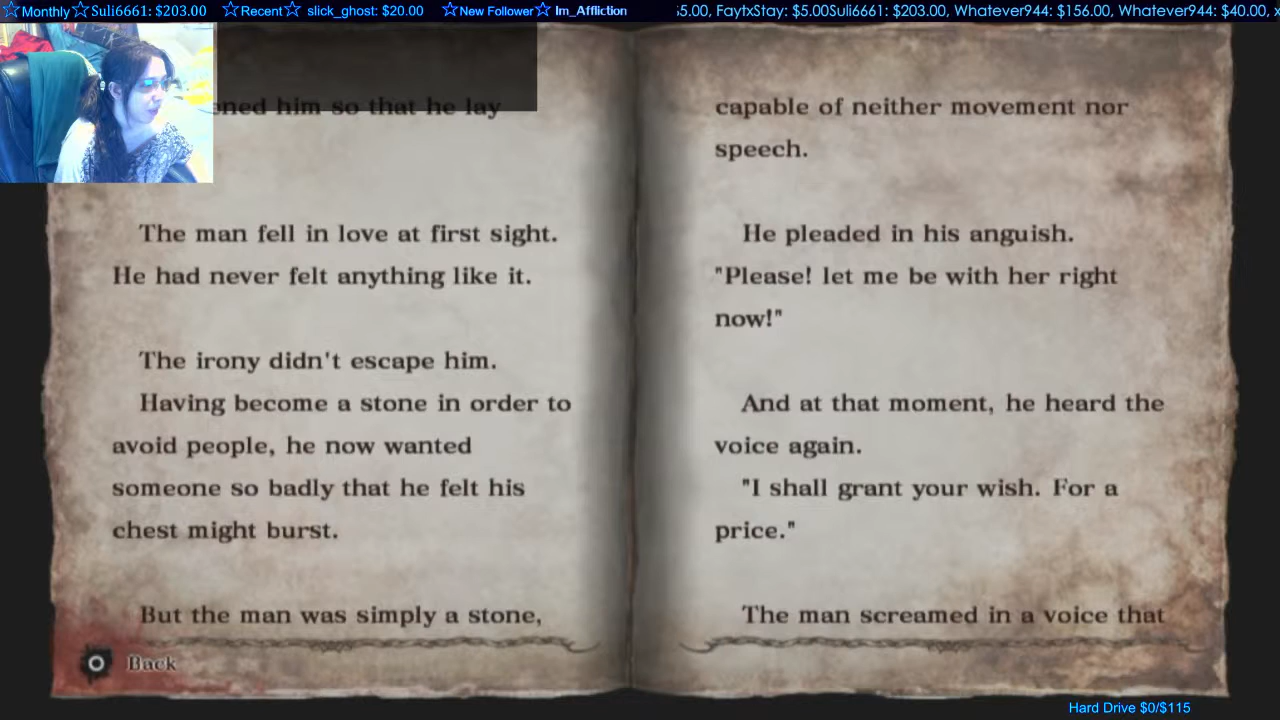 ☆Monthly☆ Suli6661: $203.00 ☆Recent☆ slick_ghost: $20.00 ☆New Follower☆ Im_Affliction 5.00, FaytxStay: $5.00Suli6661: $203.00, Whatever944: $156.00, Whatever944: $40.00, x
ened him so that he lay
The man fell in love at first sight.
He had never felt anything like it.
The irony didn't escape him.
Having become a stone in order to
avoid people, he now wanted
someone so badly that he felt his
chest might burst.
But the man was simply a stone,
capable of neither movement nor
speech.
He pleaded in his anguish.
"Please! let me be with her right
now!"
And at that moment, he heard the
voice again.
"I shall grant your wish. For a
price."
The man screamed in a voice that
Back
Hard Drive $0/$115